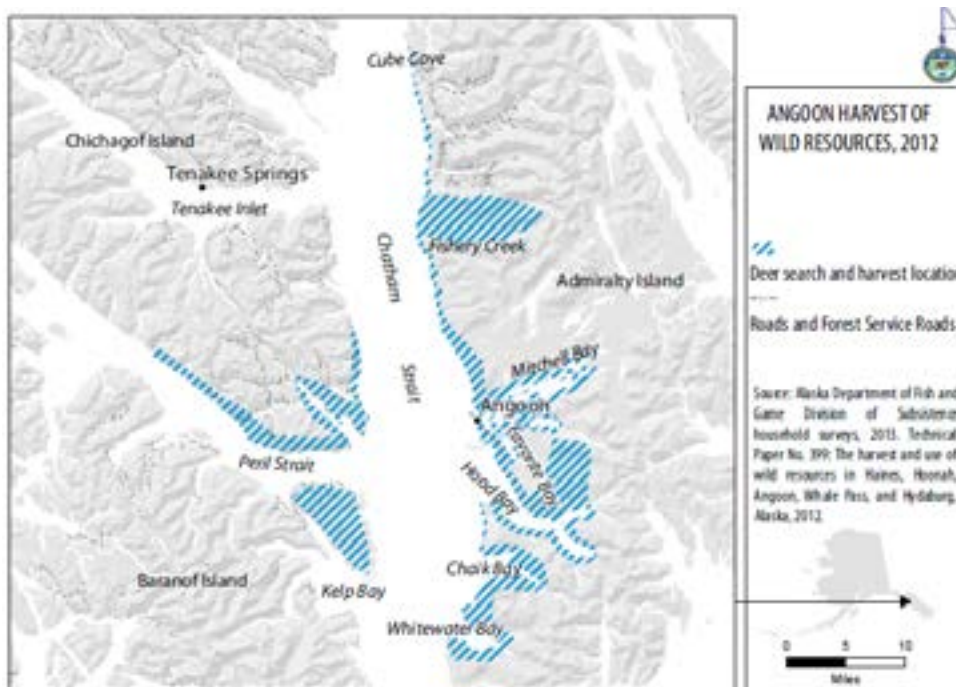 Cube Cove
Chichagof Island
Tenakee Springs
Tenakee Inlet
Chatham
Strait
Fishery Creek
Admiralty Island
Mitchell Bay
Angoon
Favorite Bay
Hood Bay
Peril Strait
Chaik Bay
Baranof Island
Kelp Bay
Whitewater Bay
ANGOON HARVEST OF
WILD RESOURCES, 2012
Deer search and harvest locatio
Roads and Forest Service Roads
Source: Alaska Department of Fish and
Game Division of Subsistence
household surveys, 2013. Technical
Paper No. 399: The harvest and use of
wild resources in Haines, Hoonah,
Angoon, Whale Pass, and Hydaburg,
Alaska, 2012.
0 5 10
Miles